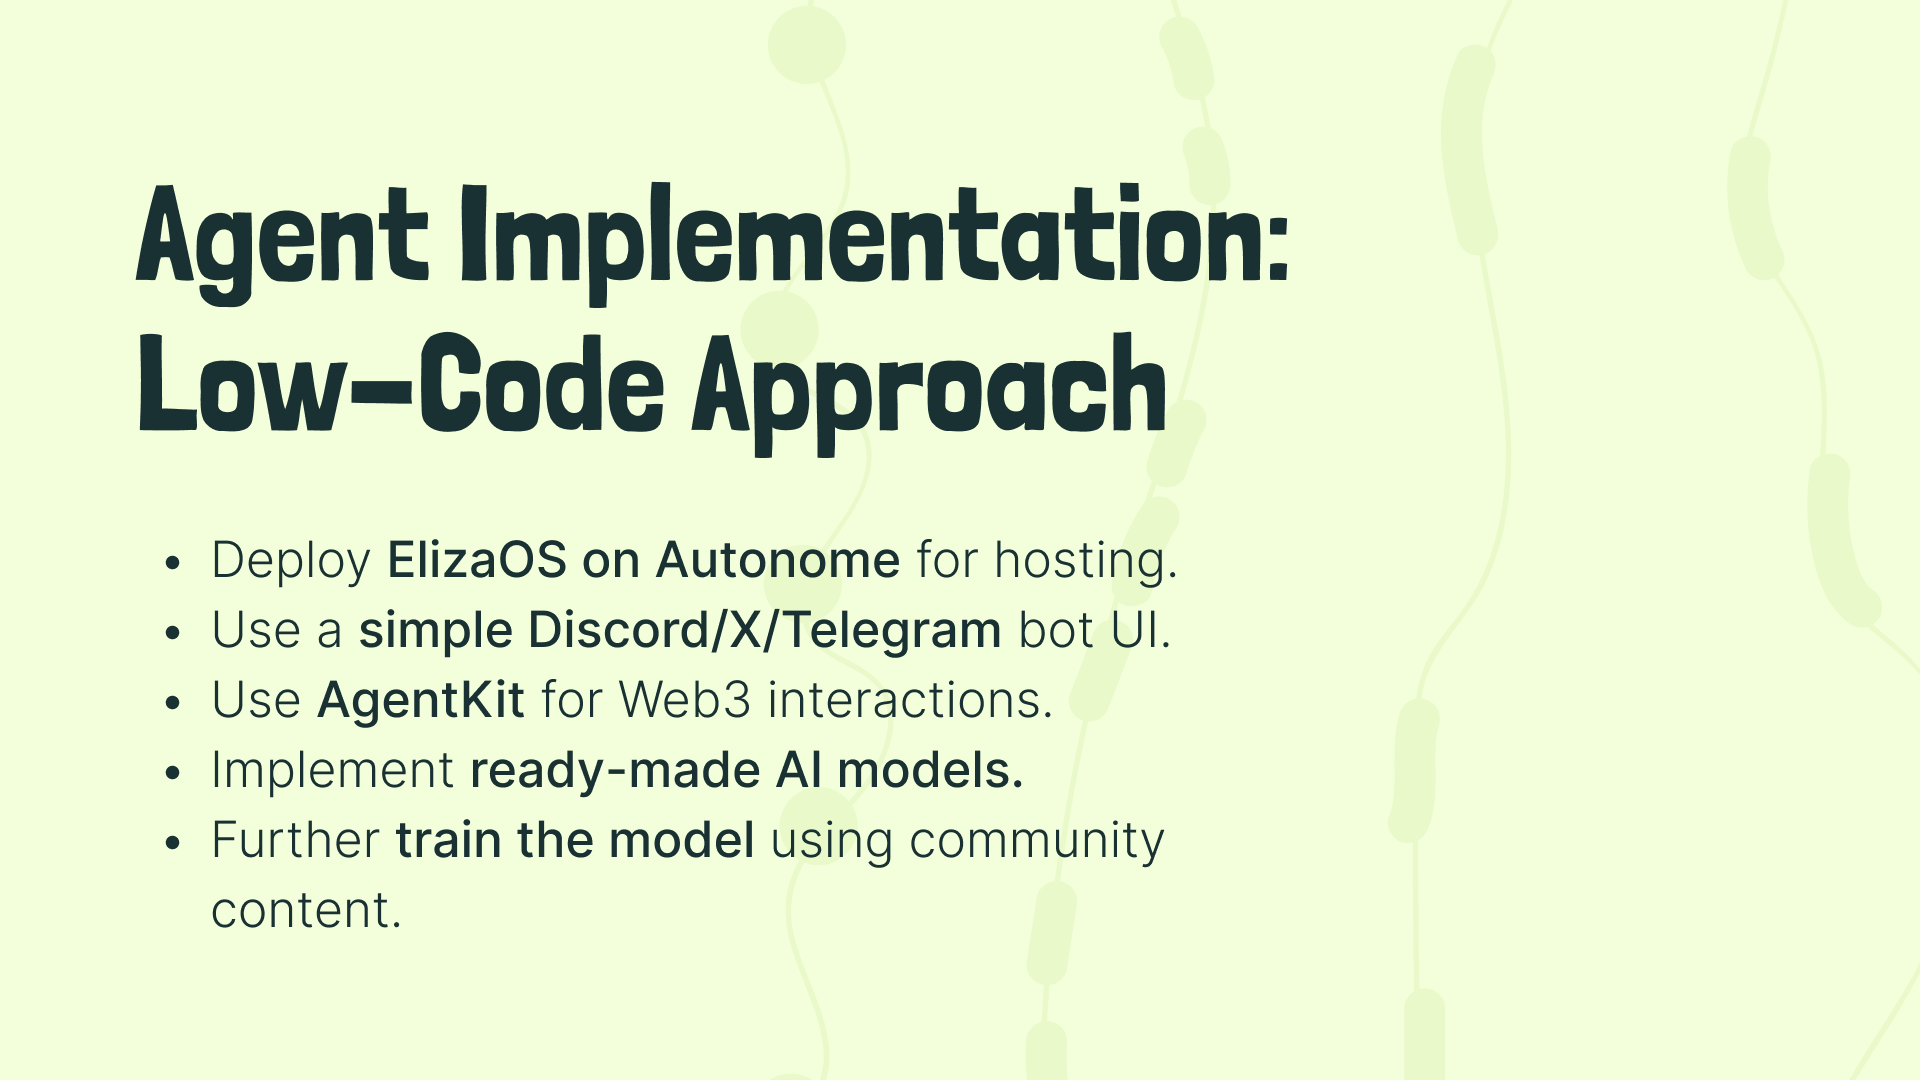 Agent Implementation:
Low-Code Approach
• Deploy ElizaOS on Autonome for hosting.
• Use a simple Discord/X/Telegram bot UI.
• Use AgentKit for Web3 interactions.
• Implement ready-made AI models.
• Further train the model using community
content.